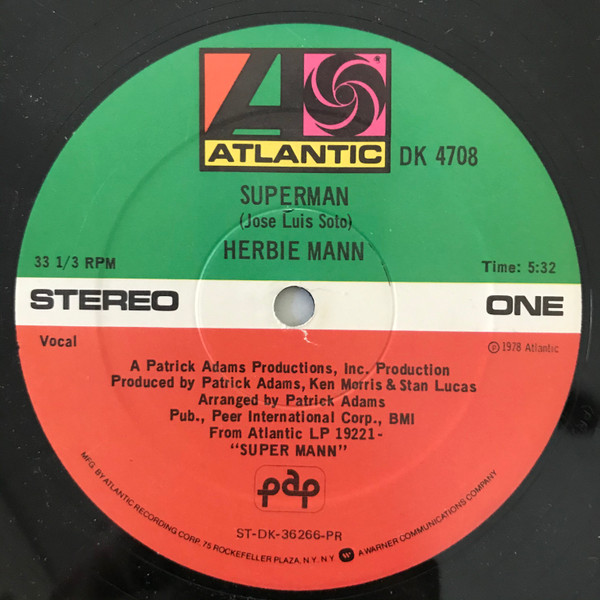 ATLANTIC
DK 4708
SUPERMAN
(Jose Luis Soto)
HERBIE MANN
33 1/3 RPM
Time: 5:32
STEREO
ONE
Vocal
℗ 1978 Atlantic
A Patrick Adams Productions, Inc. Production
Produced by Patrick Adams, Ken Morris & Stan Lucas
Arranged by Patrick Adams
Pub., Peer International Corp., BMI
From Atlantic LP 19221-
"SUPER MANN"
pap
ST-DK-36266-PR
MFG. BY ATLANTIC RECORDING CORP. 75 ROCKEFELLER PLAZA, N.Y. N.Y. A WARNER COMMUNICATIONS COMPANY